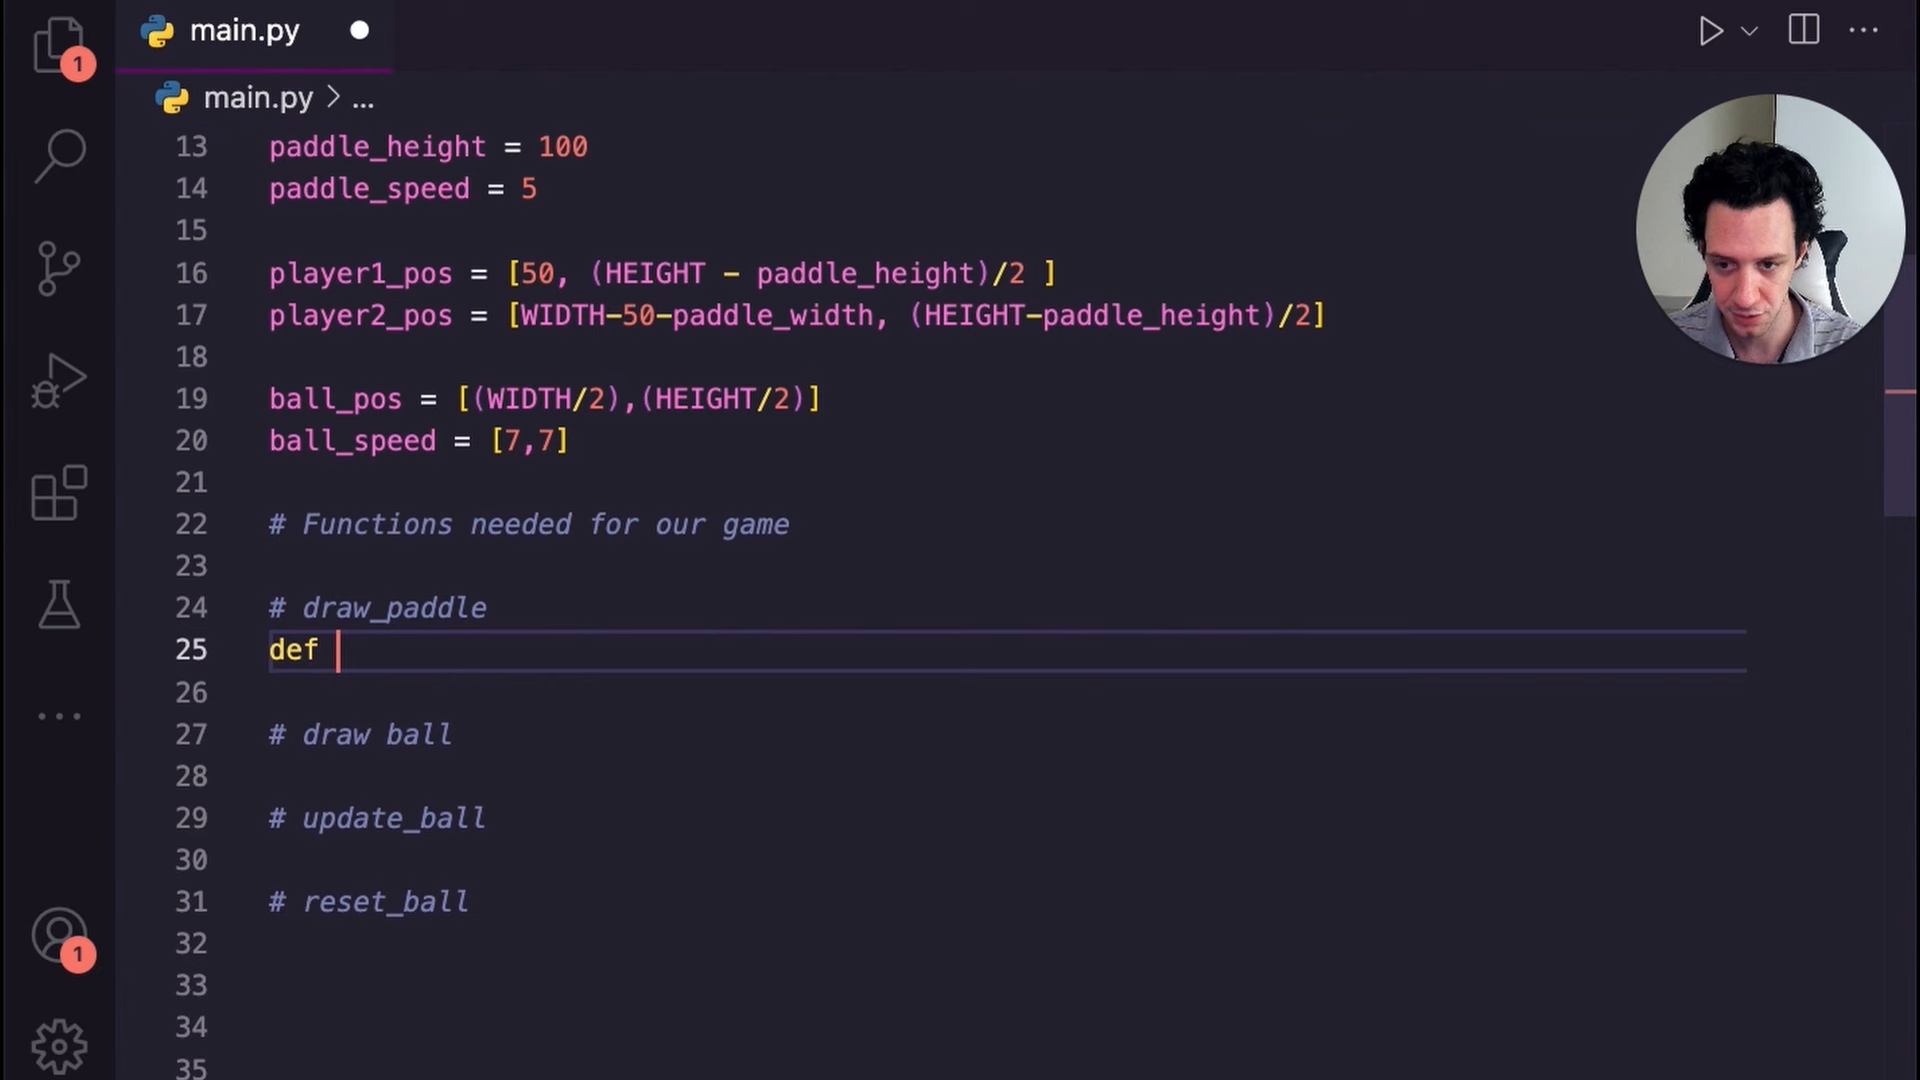 main.py
main.py > ...
1
13 paddle_height = 100
14 paddle_speed = 5
15
16 player1_pos = [50, (HEIGHT - paddle_height)/2 ]
17 player2_pos = [WIDTH-50-paddle_width, (HEIGHT-paddle_height)/2]
18
19 ball_pos = [(WIDTH/2),(HEIGHT/2)]
20 ball_speed = [7,7]
21
22 # Functions needed for our game
23
24 # draw_paddle
25 def
26
27 # draw ball
28
29 # update_ball
30
31 # reset_ball
32
33
34
35
1